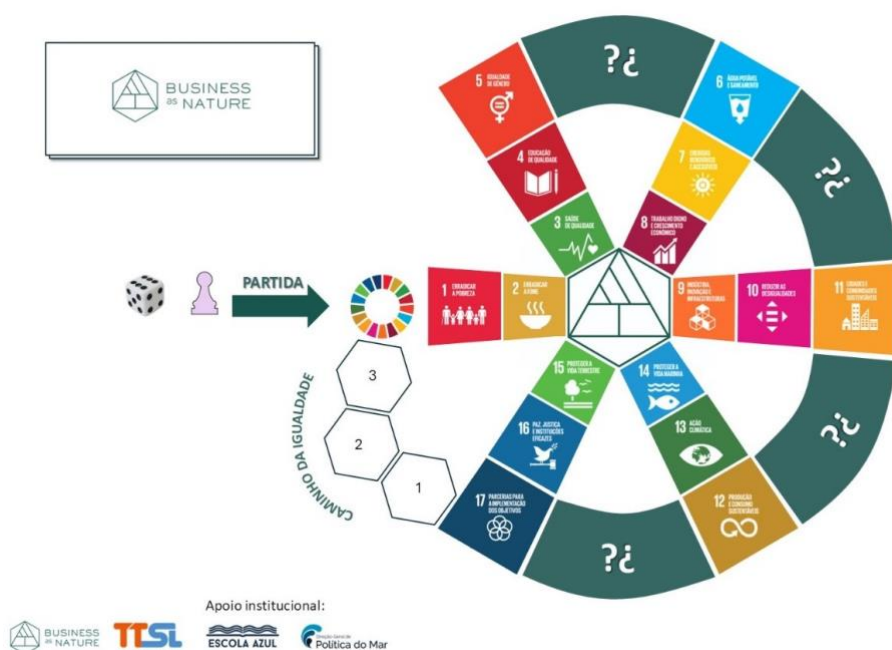 BUSINESS
as NATURE
PARTIDA
1 ERRADICAR
A POBREZA
2 ERRADICAR
A FOME
3 SAÚDE
DE QUALIDADE
4 EDUCAÇÃO
DE QUALIDADE
5 IGUALDADE
DE GÉNERO
?¿
6 ÁGUA POTÁVEL
E SANEAMENTO
7 ENERGIAS
RENOVÁVEIS
E ACESSÍVEIS
8 TRABALHO DIGNO
E CRESCIMENTO
ECONÓMICO
?¿
9 INDÚSTRIA,
INOVAÇÃO E
INFRAESTRUTURAS
10 REDUZIR AS
DESIGUALDADES
11 CIDADES E
COMUNIDADES
SUSTENTÁVEIS
?¿
12 PRODUÇÃO
E CONSUMO
SUSTENTÁVEIS
13 AÇÃO
CLIMÁTICA
14 PROTEGER A
VIDA MARINHA
?¿
15 PROTEGER A
VIDA TERRESTRE
16 PAZ, JUSTIÇA
E INSTITUIÇÕES
EFICAZES
17 PARCERIAS PARA
A IMPLEMENTAÇÃO
DOS OBJETIVOS
CAMINHO DA IGUALDADE
3
2
1
Apoio institucional:
BUSINESS
as NATURE
TTSL
ESCOLA AZUL
Direção-Geral de
Política do Mar